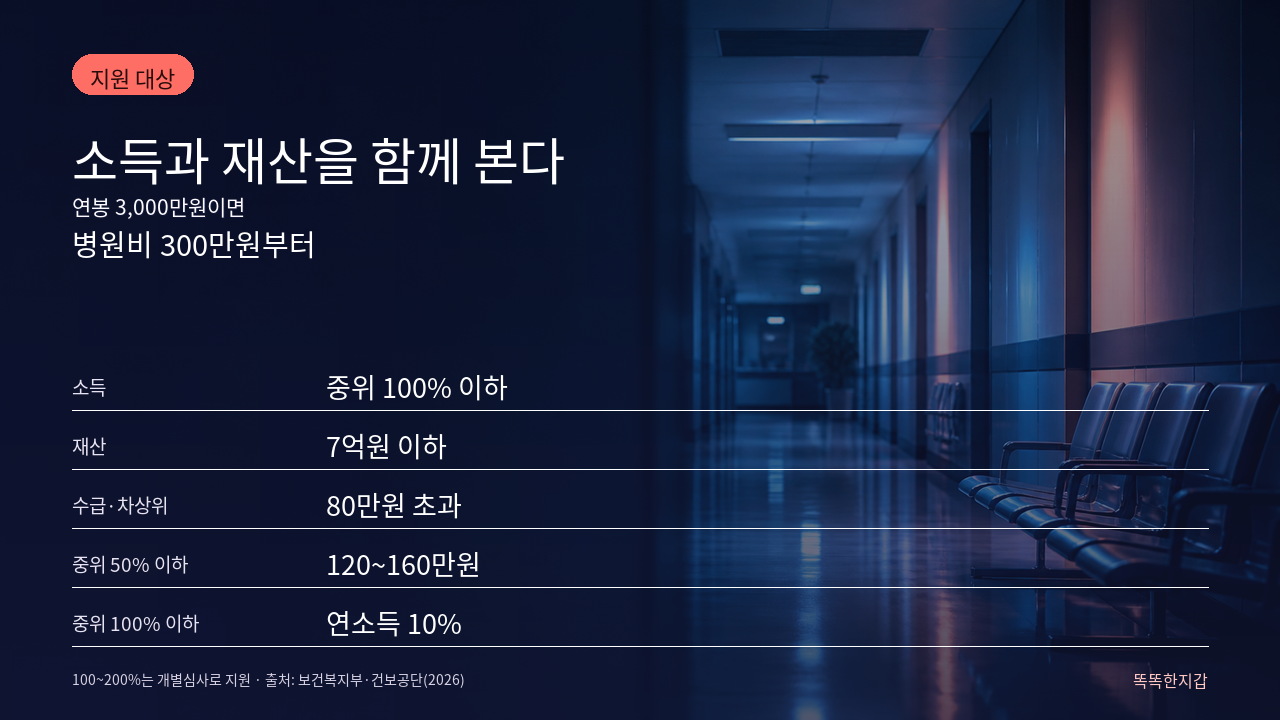 지원 대상
소득과 재산을 함께 본다
연봉 3,000만원이면
병원비 300만원부터
소득 중위 100% 이하
재산 7억원 이하
수급·차상위 80만원 초과
중위 50% 이하 120~160만원
중위 100% 이하 연소득 10%
100~200%는 개별심사로 지원 · 출처: 보건복지부·건보공단(2026)
똑똑한지갑